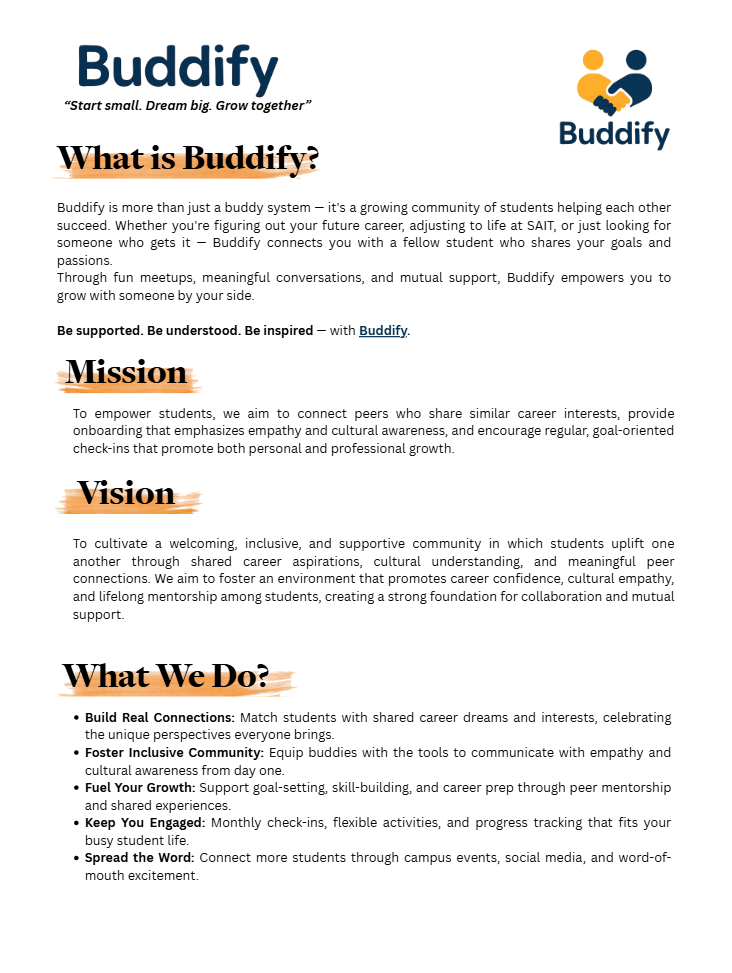 Buddify
“Start small. Dream big. Grow together”
Buddify
What is Buddify?
Buddify is more than just a buddy system — it's a growing community of students helping each other
succeed. Whether you're figuring out your future career, adjusting to life at SAIT, or just looking for
someone who gets it — Buddify connects you with a fellow student who shares your goals and
passions.
Through fun meetups, meaningful conversations, and mutual support, Buddify empowers you to
grow with someone by your side.
Be supported. Be understood. Be inspired — with Buddify.
Mission
To empower students, we aim to connect peers who share similar career interests, provide
onboarding that emphasizes empathy and cultural awareness, and encourage regular, goal-oriented
check-ins that promote both personal and professional growth.
Vision
To cultivate a welcoming, inclusive, and supportive community in which students uplift one
another through shared career aspirations, cultural understanding, and meaningful peer
connections. We aim to foster an environment that promotes career confidence, cultural empathy,
and lifelong mentorship among students, creating a strong foundation for collaboration and mutual
support.
What We Do?
• Build Real Connections: Match students with shared career dreams and interests, celebrating
the unique perspectives everyone brings.
• Foster Inclusive Community: Equip buddies with the tools to communicate with empathy and
cultural awareness from day one.
• Fuel Your Growth: Support goal-setting, skill-building, and career prep through peer mentorship
and shared experiences.
• Keep You Engaged: Monthly check-ins, flexible activities, and progress tracking that fits your
busy student life.
• Spread the Word: Connect more students through campus events, social media, and word-of-
mouth excitement.